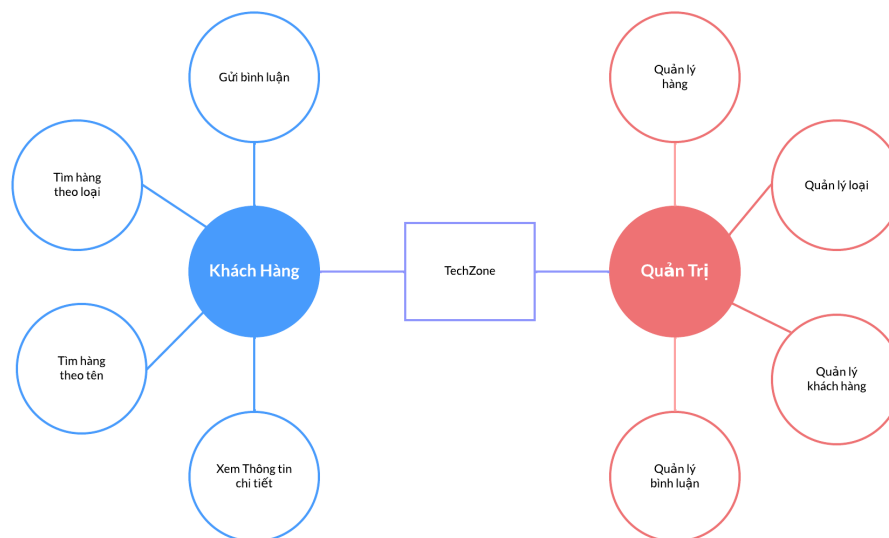 Gửi bình luận
Tìm hàng
theo loại
Khách Hàng
Tìm hàng
theo tên
Xem Thông tin
chi tiết
TechZone
Quản lý
hàng
Quản lý loại
Quản Trị
Quản lý
khách hàng
Quản lý
bình luận